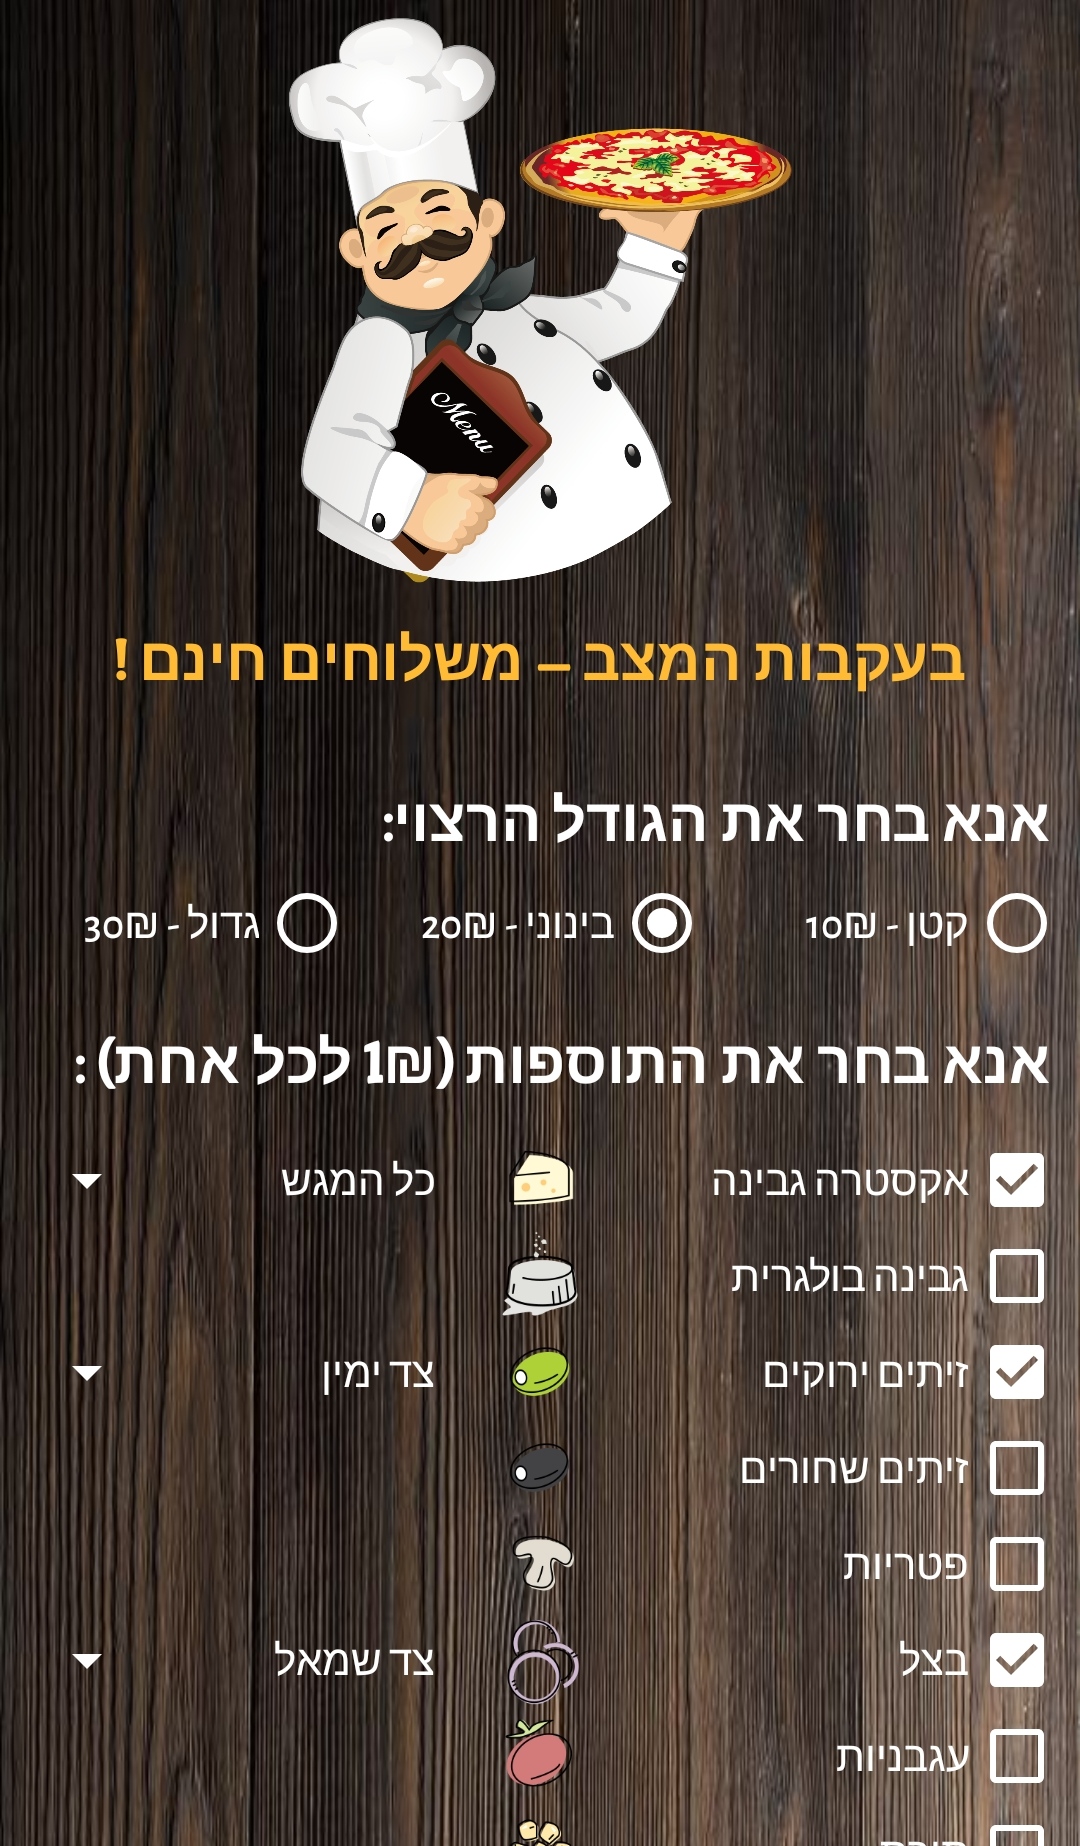 Menu
בעקבות המצב – משלוחים חינם !
אנא בחר את הגודל הרצוי:
קטן - 10₪ בינוני - 20₪ גדול - 30₪
אנא בחר את התוספות (1₪ לכל אחת) :
אקסטרה גבינה כל המגש
גבינה בולגרית
זיתים ירוקים צד ימין
זיתים שחורים
פטריות
בצל צד שמאל
עגבניות